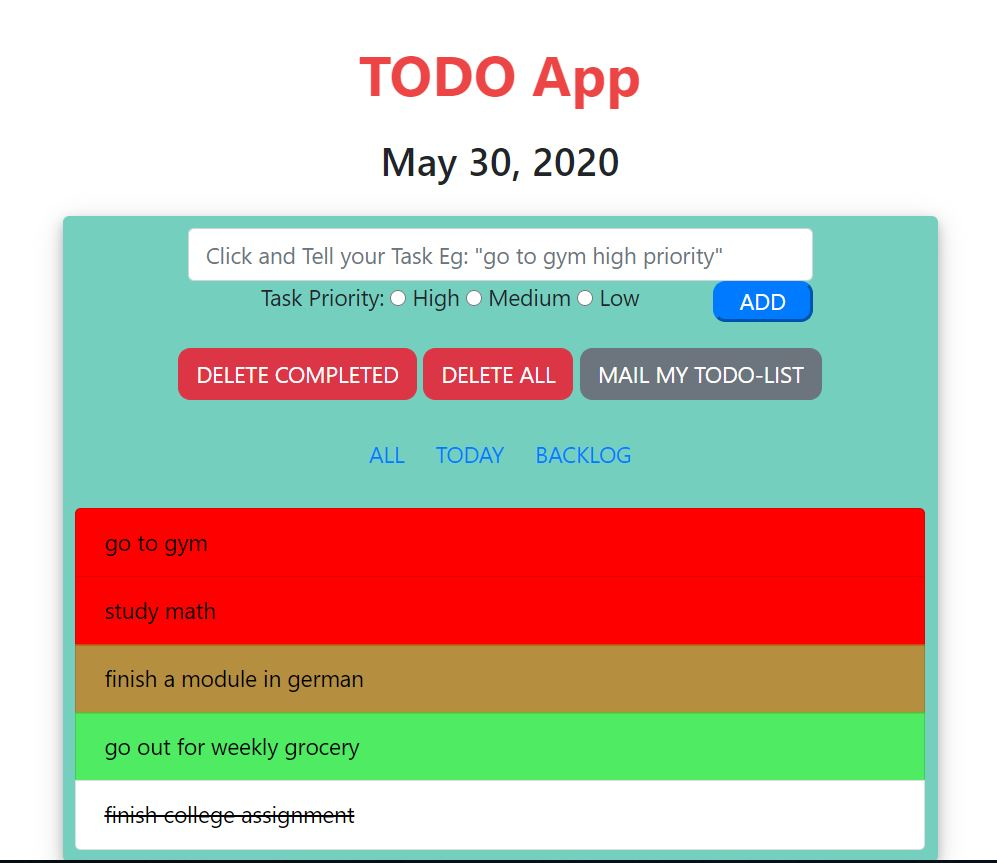 TODO App
May 30, 2020
Click and Tell your Task Eg: "go to gym high priority"
Task Priority: High Medium Low ADD
DELETE COMPLETED DELETE ALL MAIL MY TODO-LIST
ALL TODAY BACKLOG
go to gym
study math
finish a module in german
go out for weekly grocery
finish college assignment